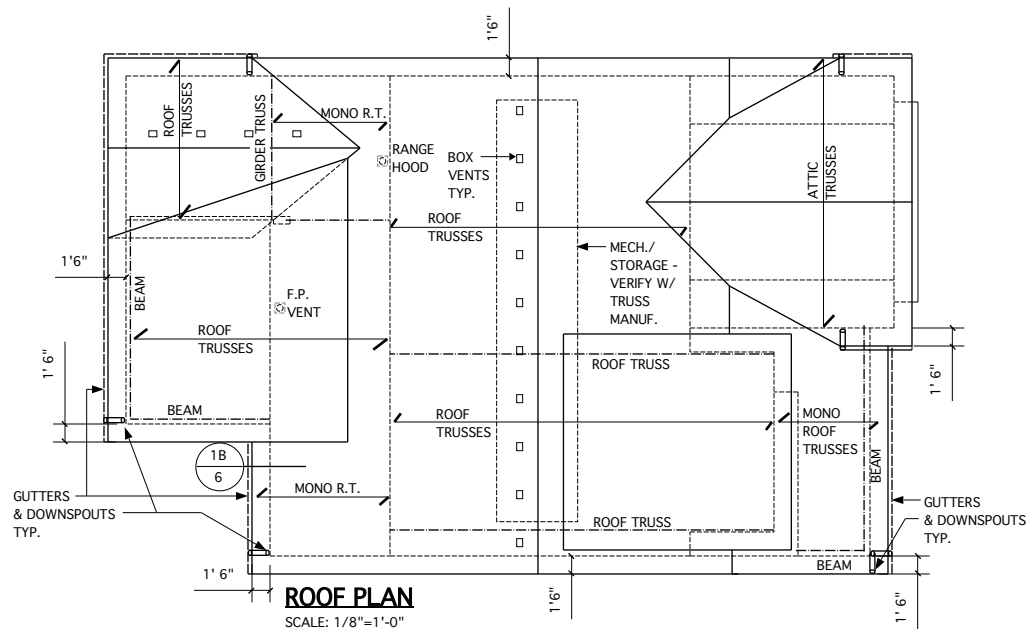 1'6"
ROOF
TRUSSES
GIRDER TRUSS
MONO R.T.
RANGE
HOOD
BOX
VENTS
TYP.
ATTIC
TRUSSES
ROOF
TRUSSES
1'6"
BEAM
F.P.
VENT
MECH./
STORAGE -
VERIFY W/
TRUSS
MANUF.
ROOF
TRUSSES
1' 6"
ROOF TRUSS
1' 6"
BEAM
ROOF
TRUSSES
MONO
ROOF
TRUSSES
BEAM
1B
6
MONO R.T.
GUTTERS
& DOWNSPOUTS
TYP.
GUTTERS
& DOWNSPOUTS
TYP.
ROOF TRUSS
BEAM
1' 6"
1'6"
1' 6"
ROOF PLAN
SCALE: 1/8"=1'-0"